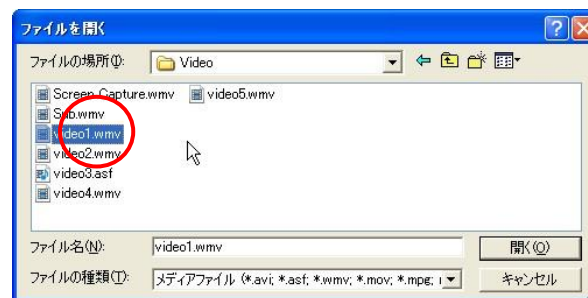 ファイルを開く
ファイルの場所(I): Video
Screen Capture.wmv video5.wmv
Sub.wmv
video1.wmv
video2.wmv
video3.asf
video4.wmv
ファイル名(N): video1.wmv 開く(O)
ファイルの種類(T): メディアファイル (*.avi; *.asf; *.wmv; *.mov; *.mpg; キャンセル